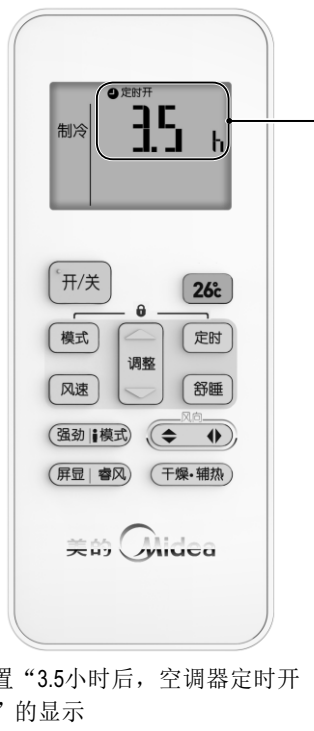 定时开
制冷
3.5 h
开/关
26℃
模式
定时
调整
风速
舒睡
风向
强劲 | i模式
屏显 | 睿风
干燥·辅热
美的 Midea
置“3.5小时后，空调器定时开
”的显示